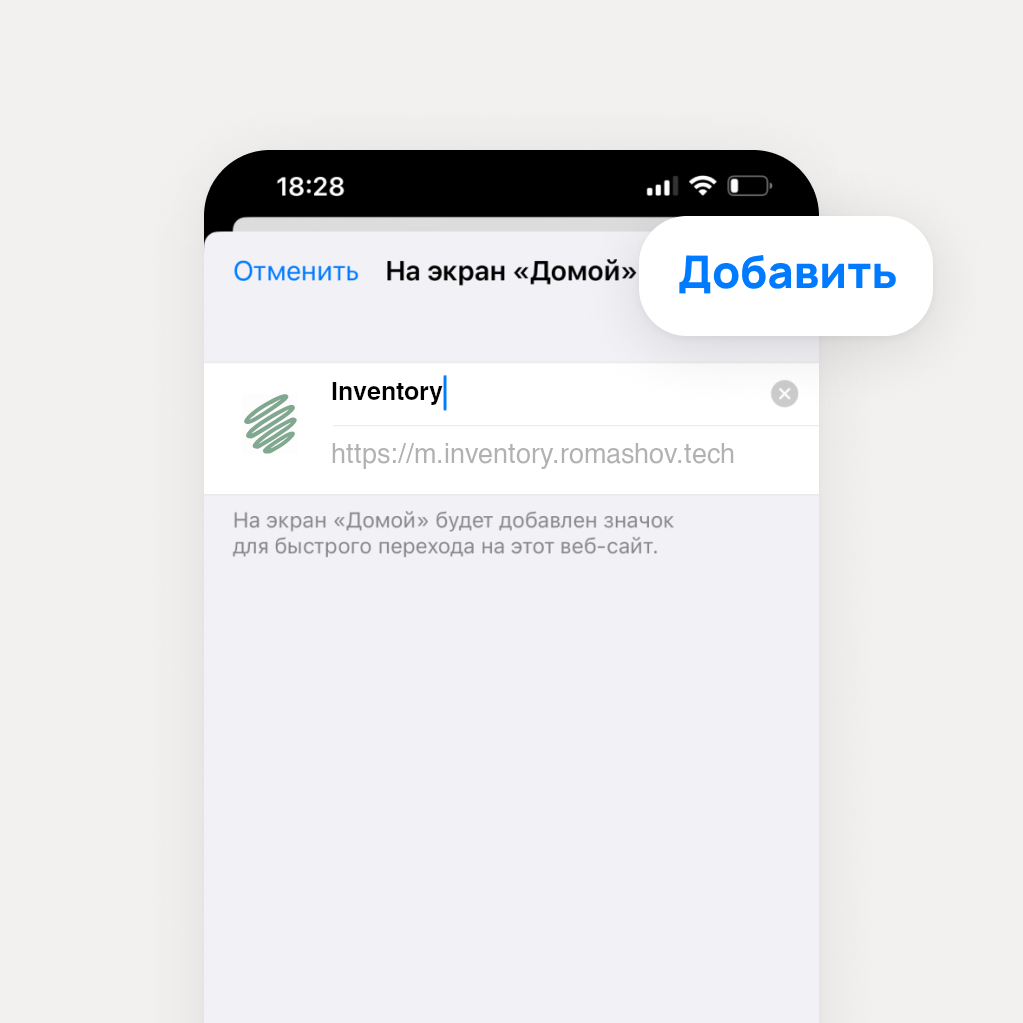 18:28
Отменить На экран «Домой» Добавить
Inventory
https://m.inventory.romashov.tech
На экран «Домой» будет добавлен значок
для быстрого перехода на этот веб-сайт.